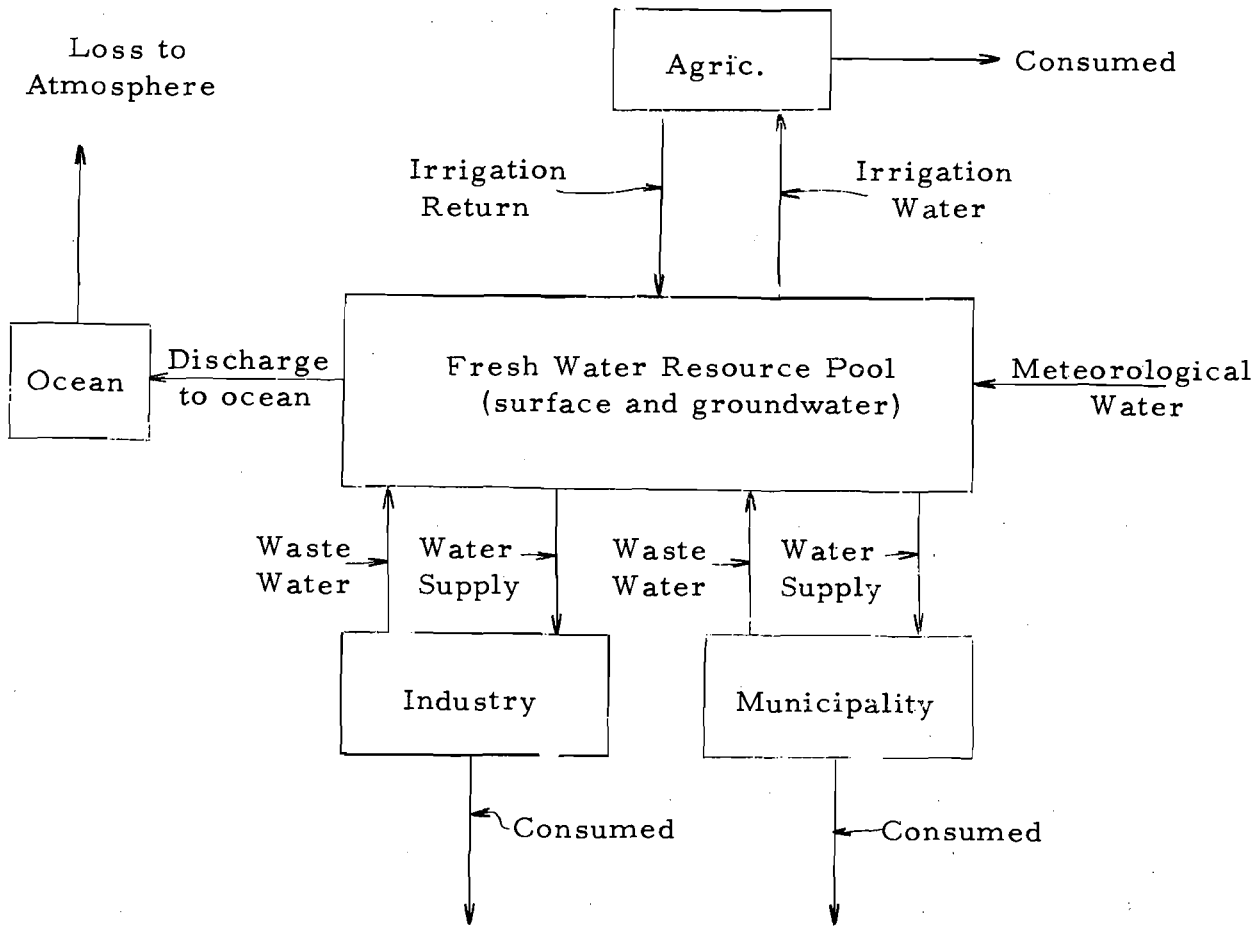 Loss to
Atmosphere
Agric.
Consumed
Irrigation
Return
Irrigation
Water
Ocean
Discharge
to ocean
Fresh Water Resource Pool
(surface and groundwater)
Meteorological
Water
Waste
Water
Water
Supply
Waste
Water
Water
Supply
Industry
Municipality
Consumed
Consumed